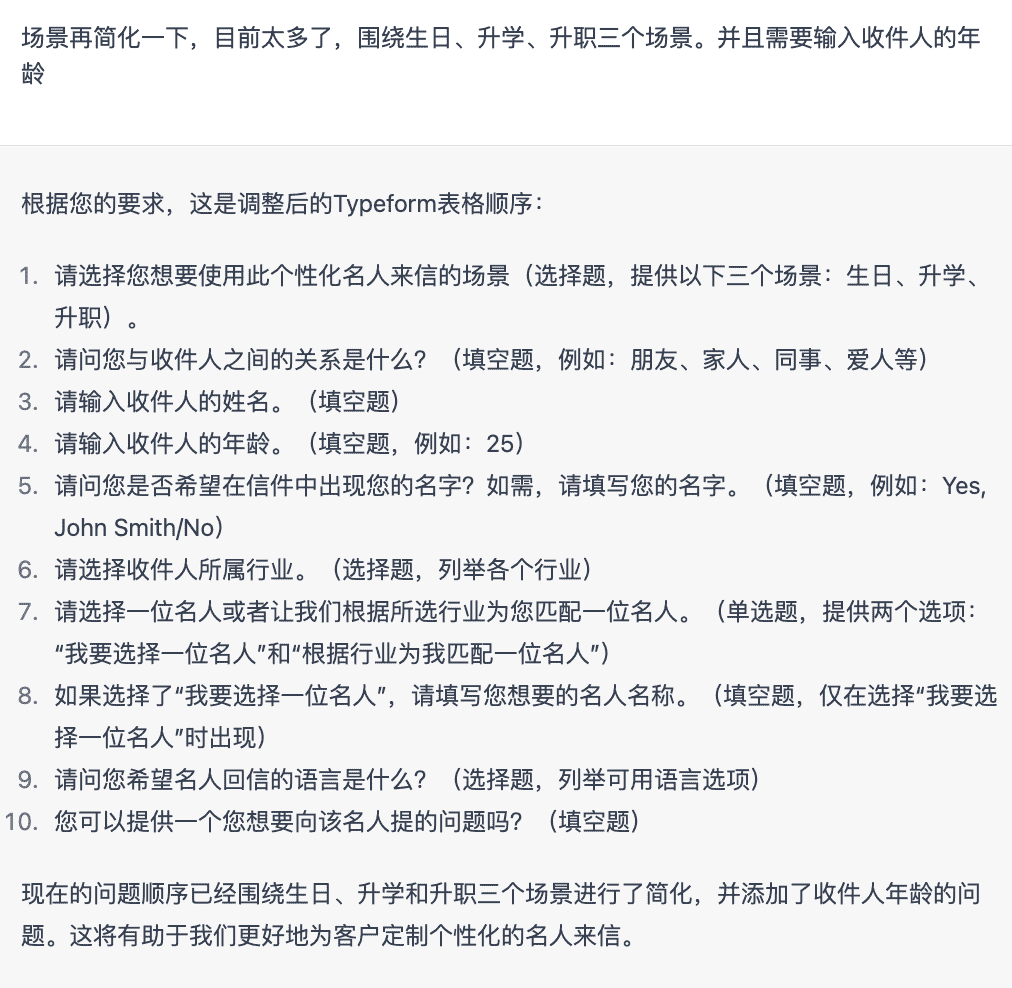 场景再简化一下，目前太多了，围绕生日、升学、升职三个场景。并且需要输入收件人的年
龄
根据您的要求，这是调整后的Typeform表格顺序：
1. 请选择您想要使用此个性化名人来信的场景（选择题，提供以下三个场景：生日、升学、
升职）。
2. 请问您与收件人之间的关系是什么？（填空题，例如：朋友、家人、同事、爱人等）
3. 请输入收件人的姓名。（填空题）
4. 请输入收件人的年龄。（填空题，例如：25）
5. 请问您是否希望在信件中出现您的名字？如需，请填写您的名字。（填空题，例如：Yes,
John Smith/No）
6. 请选择收件人所属行业。（选择题，列举各个行业）
7. 请选择一位名人或者让我们根据所选行业为您匹配一位名人。（单选题，提供两个选项：
“我要选择一位名人”和“根据行业为我匹配一位名人”）
8. 如果选择了“我要选择一位名人”，请填写您想要的名人名称。（填空题，仅在选择“我要选
择一位名人”时出现）
9. 请问您希望名人回信的语言是什么？（选择题，列举可用语言选项）
10. 您可以提供一个您想要向该名人提的问题吗？（填空题）
现在的问题顺序已经围绕生日、升学和升职三个场景进行了简化，并添加了收件人年龄的问
题。这将有助于我们更好地为客户定制个性化的名人来信。